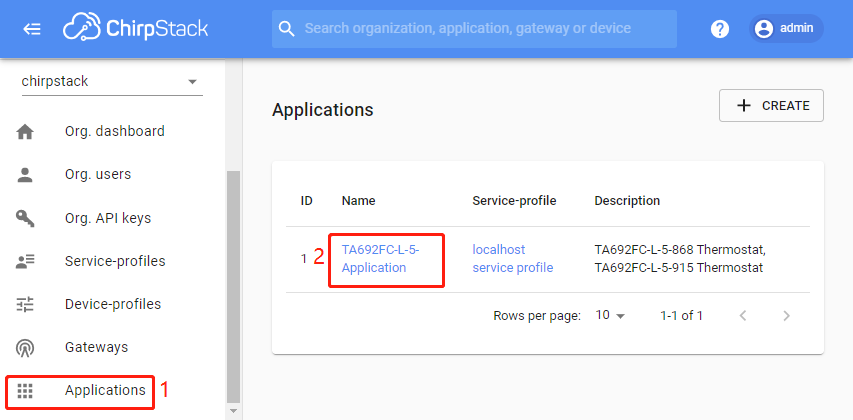 ChirpStack
Search organization, application, gateway or device
?
admin
chirpstack
Org. dashboard
Org. users
Org. API keys
Service-profiles
Device-profiles
Gateways
Applications
1
Applications
+ CREATE
ID Name Service-profile Description
1 2 TA692FC-L-5- localhost TA692FC-L-5-868 Thermostat,
Application service profile TA692FC-L-5-915 Thermostat
Rows per page: 10 1-1 of 1